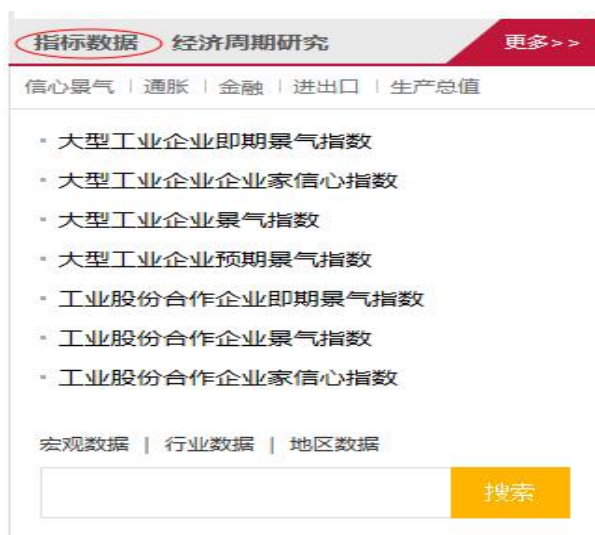 指标数据 经济周期研究 更多>>
信心景气 | 通胀 | 金融 | 进出口 | 生产总值
大型工业企业即期景气指数
大型工业企业企业家信心指数
大型工业企业景气指数
大型工业企业预期景气指数
工业股份合作企业即期景气指数
工业股份合作企业景气指数
工业股份合作企业家信心指数
宏观数据 | 行业数据 | 地区数据
搜索